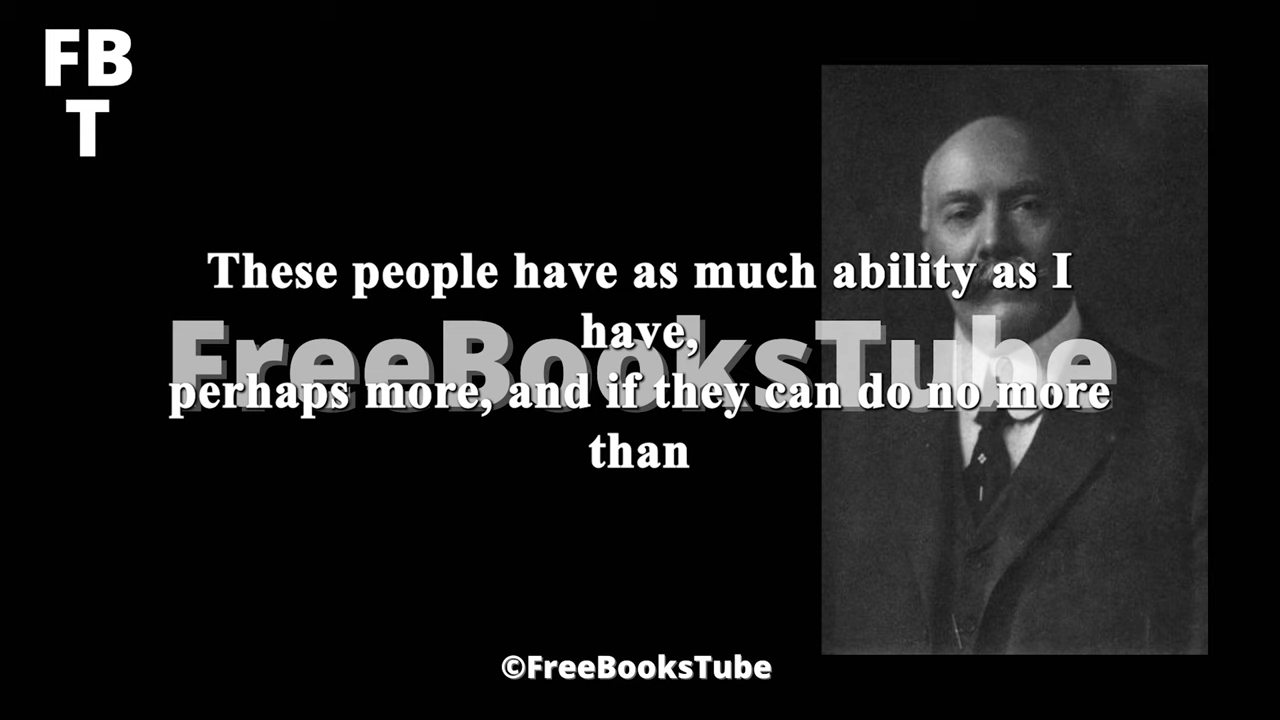 FB
T
These people have as much ability as I
have,
FreeBooksTube
perhaps more, and if they can do no more
than
©FreeBooksTube